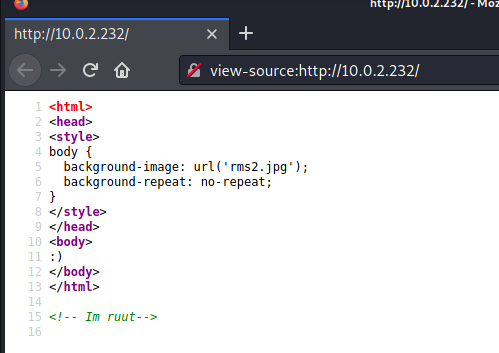 http://10.0.2.232/ - Moz
http://10.0.2.232/
view-source:http://10.0.2.232/
1 <html>
2 <head>
3 <style>
4 body {
5   background-image: url('rms2.jpg');
6   background-repeat: no-repeat;
7 }
8 </style>
9 </head>
10 <body>
11 :)
12 </body>
13 </html>
14
15 <!-- Im ruut-->
16